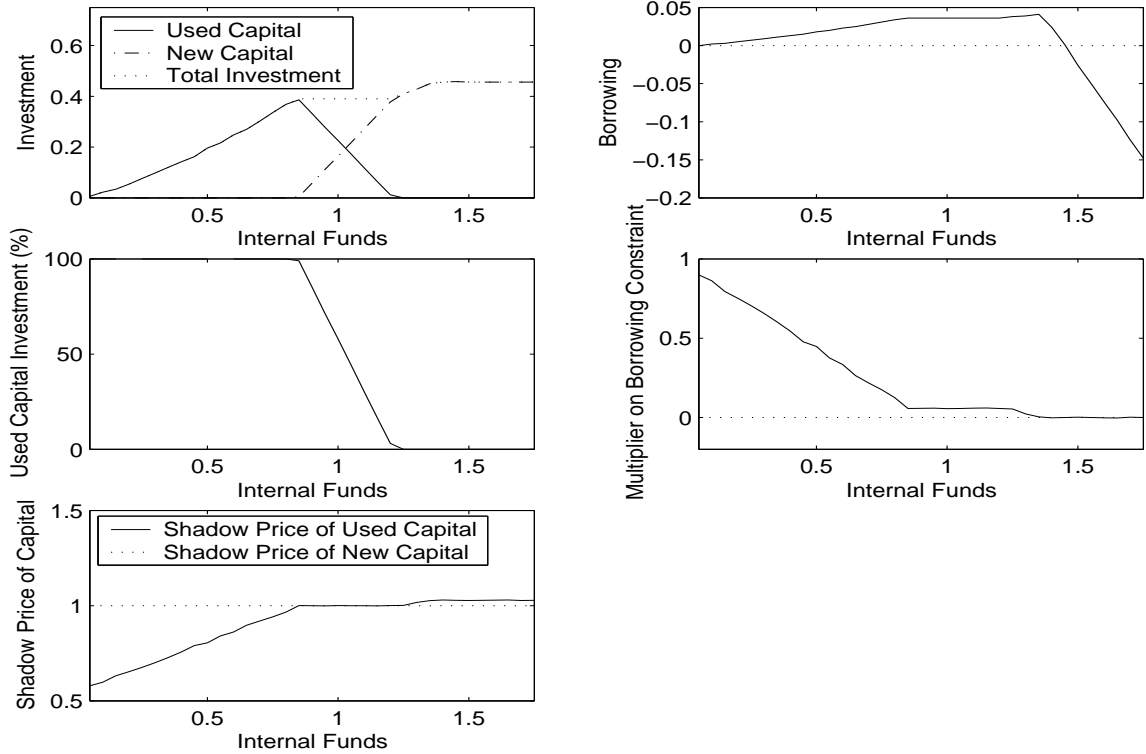 Investment
0.6
0.4
0.2
0
Used Capital
New Capital
Total Investment
0.5
1
1.5
Internal Funds
Borrowing
0.05
0
−0.05
−0.1
−0.15
−0.2
0.5
1
1.5
Internal Funds
Used Capital Investment (%)
100
50
0
0.5
1
1.5
Internal Funds
Multiplier on Borrowing Constraint
1
0.5
0
0.5
1
1.5
Internal Funds
Shadow Price of Capital
1.5
1
0.5
Shadow Price of Used Capital
Shadow Price of New Capital
0.5
1
1.5
Internal Funds